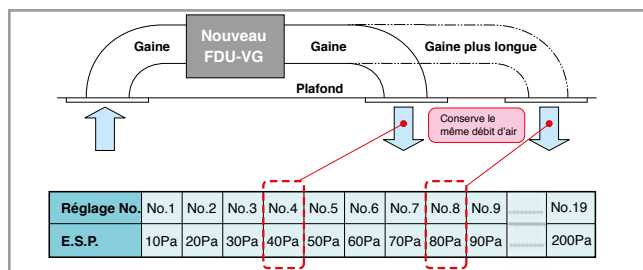 Nouveau
FDU-VG
Gaine
Gaine
Gaine plus longue
Plafond
Conserve le
même débit d'air
Réglage No. No.1 No.2 No.3 No.4 No.5 No.6 No.7 No.8 No.9 ........... No.19
E.S.P. 10Pa 20Pa 30Pa 40Pa 50Pa 60Pa 70Pa 80Pa 90Pa ........... 200Pa